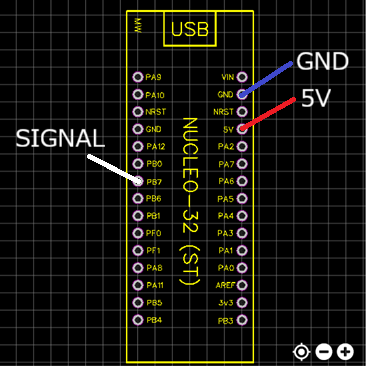 MW
USB
GND
5V
SIGNAL
NUCLEO-32 (ST)
PA9 VIN
PA10 GND
NRST NRST
GND 5V
PA12 PA2
PB0 PA7
PB7 PA6
PB6 PA5
PB1 PA4
PF0 PA3
PF1 PA1
PA8 PA0
PA11 AREF
PB5 3v3
PB4 PB3